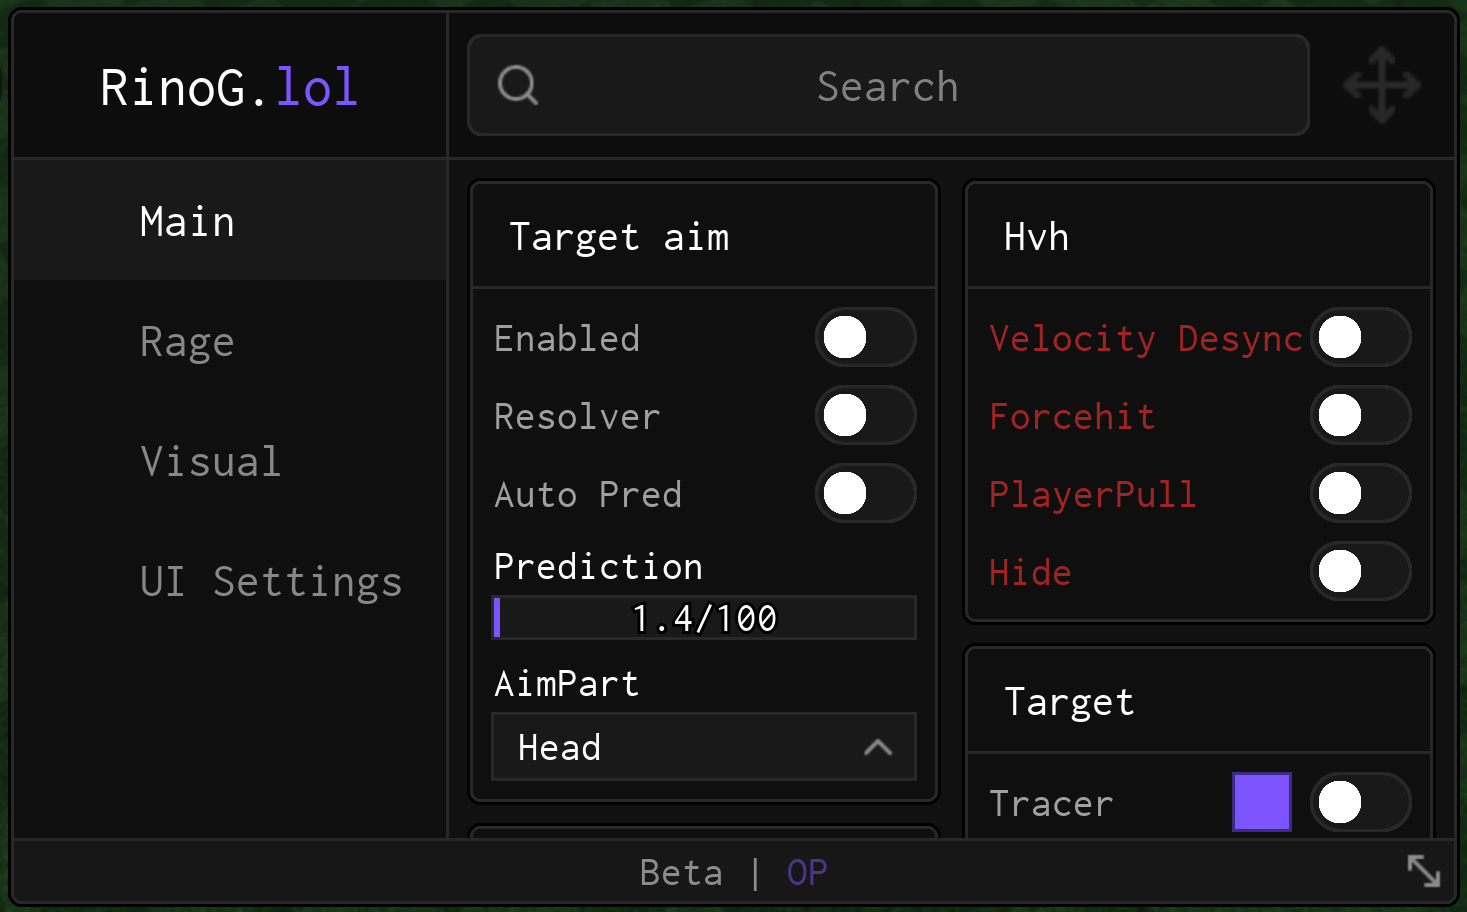 RinoG.lol
Search
Main
Rage
Visual
UI Settings
Target aim
Enabled
Resolver
Auto Pred
Prediction
1.4/100
AimPart
Head
Hvh
Velocity Desync
Forcehit
PlayerPull
Hide
Target
Tracer
Beta | OP